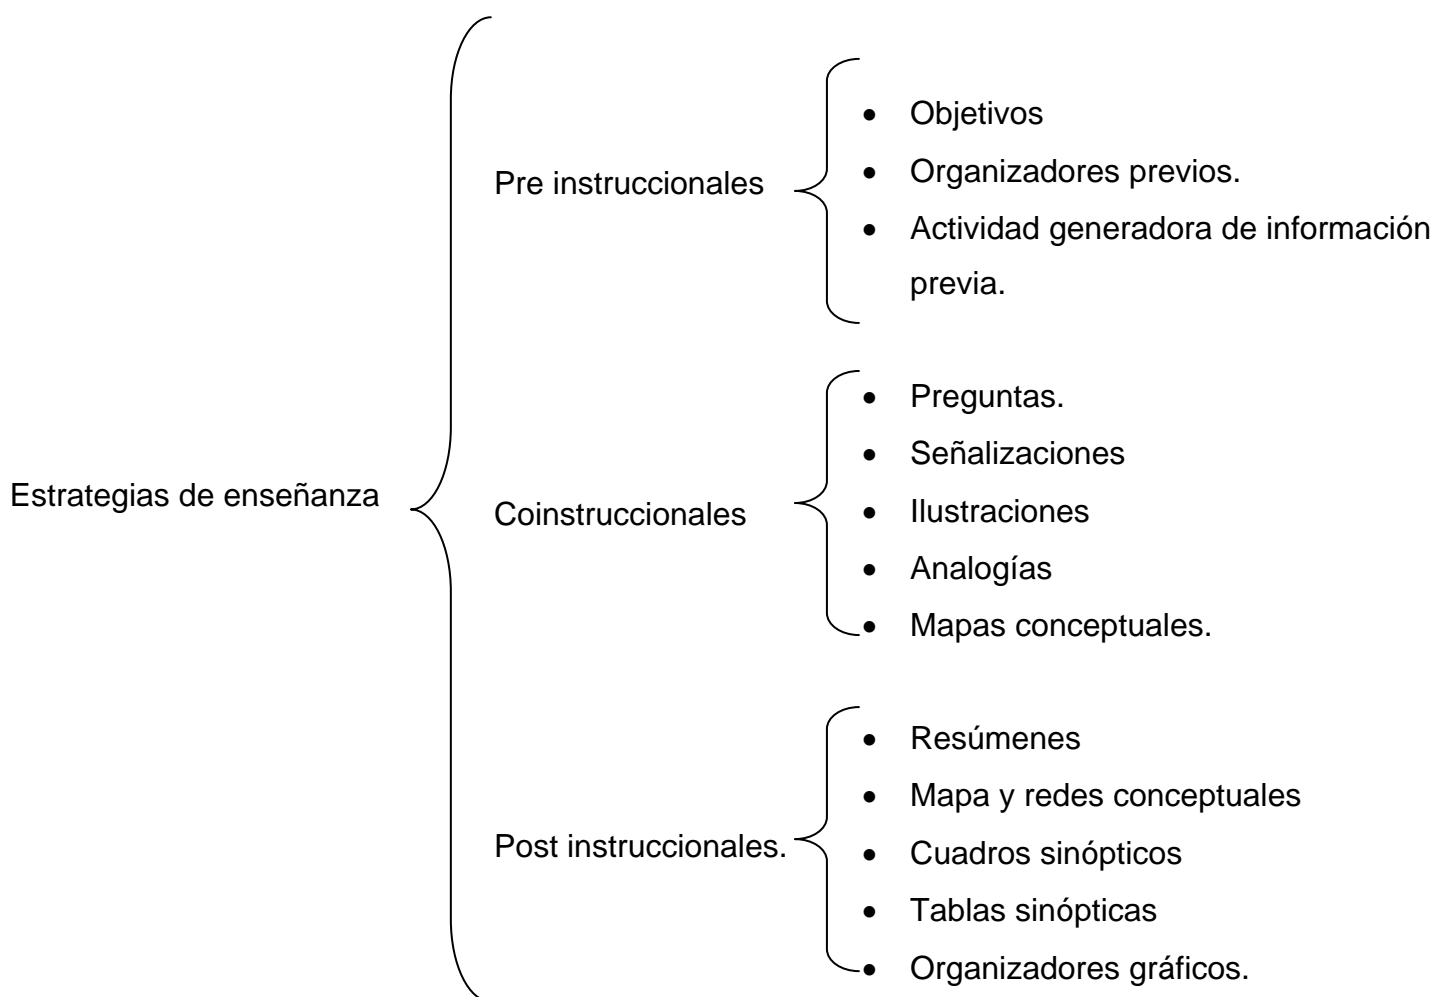 Estrategias de enseñanza
Pre instruccionales
• Objetivos
• Organizadores previos.
• Actividad generadora de información
previa.
Coinstruccionales
• Preguntas.
• Señalizaciones
• Ilustraciones
• Analogías
• Mapas conceptuales.
Post instruccionales.
• Resúmenes
• Mapa y redes conceptuales
• Cuadros sinópticos
• Tablas sinópticas
• Organizadores gráficos.